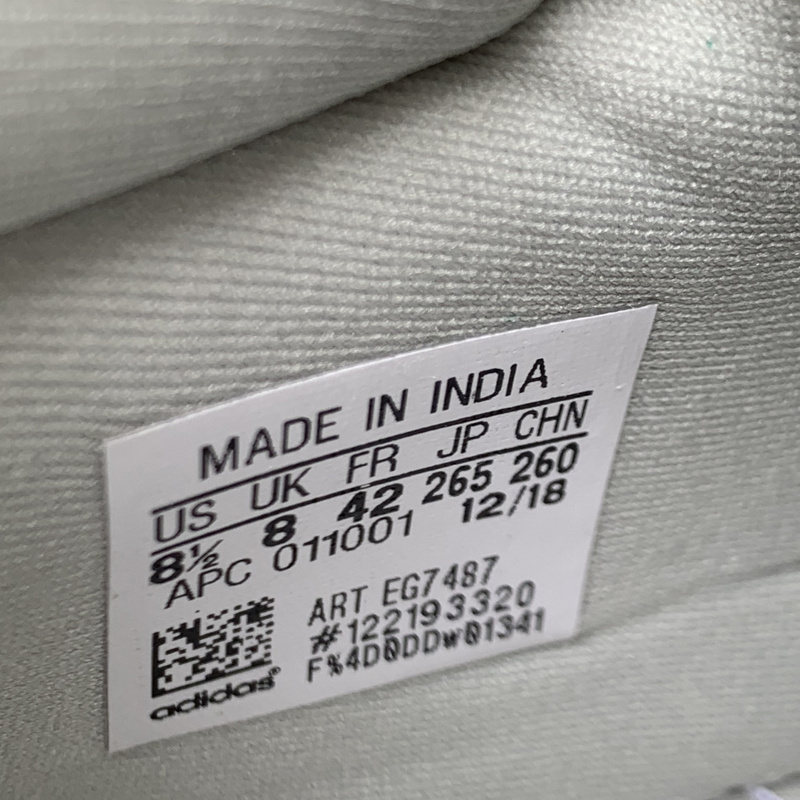 MADE IN INDIA
US UK FR JP CHN
8½ 8 42 265 260
APC 011001 12/18
ART EG7487
#122193320
F%4D0DDW01341
adidas®